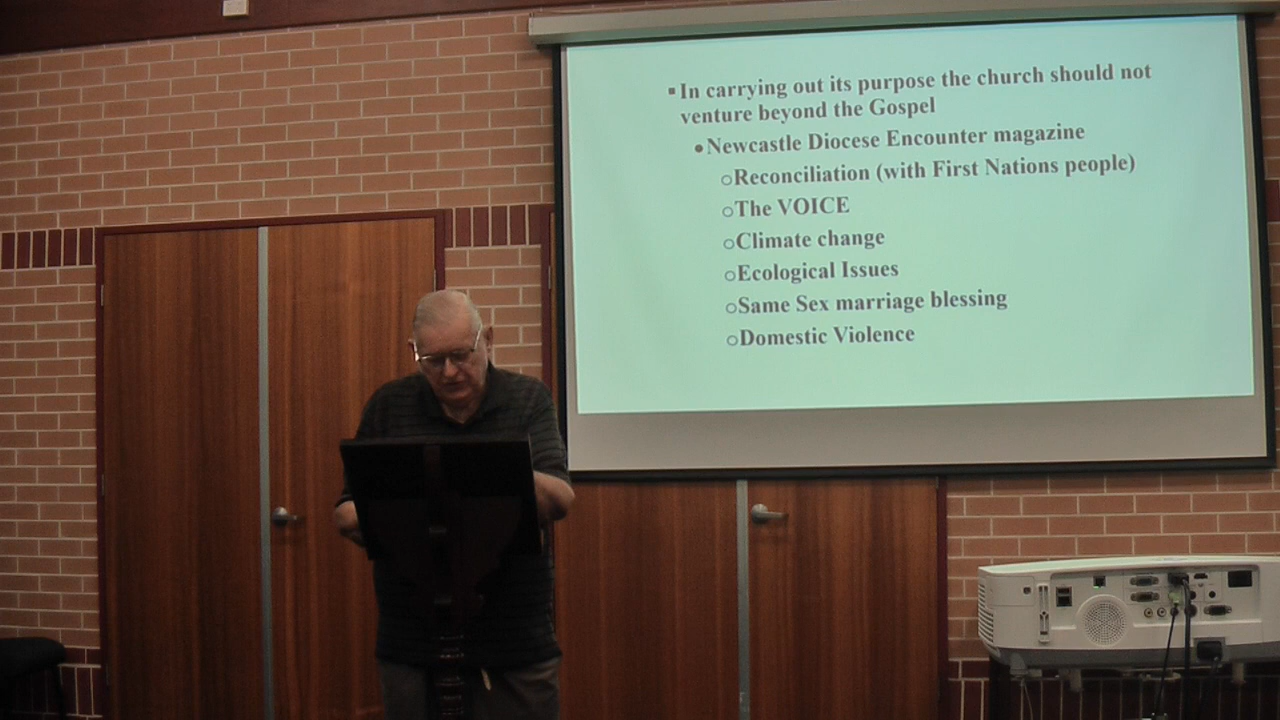 ▪ In carrying out its purpose the church should not
venture beyond the Gospel
• Newcastle Diocese Encounter magazine
o Reconciliation (with First Nations people)
o The VOICE
o Climate change
o Ecological Issues
o Same Sex marriage blessing
o Domestic Violence